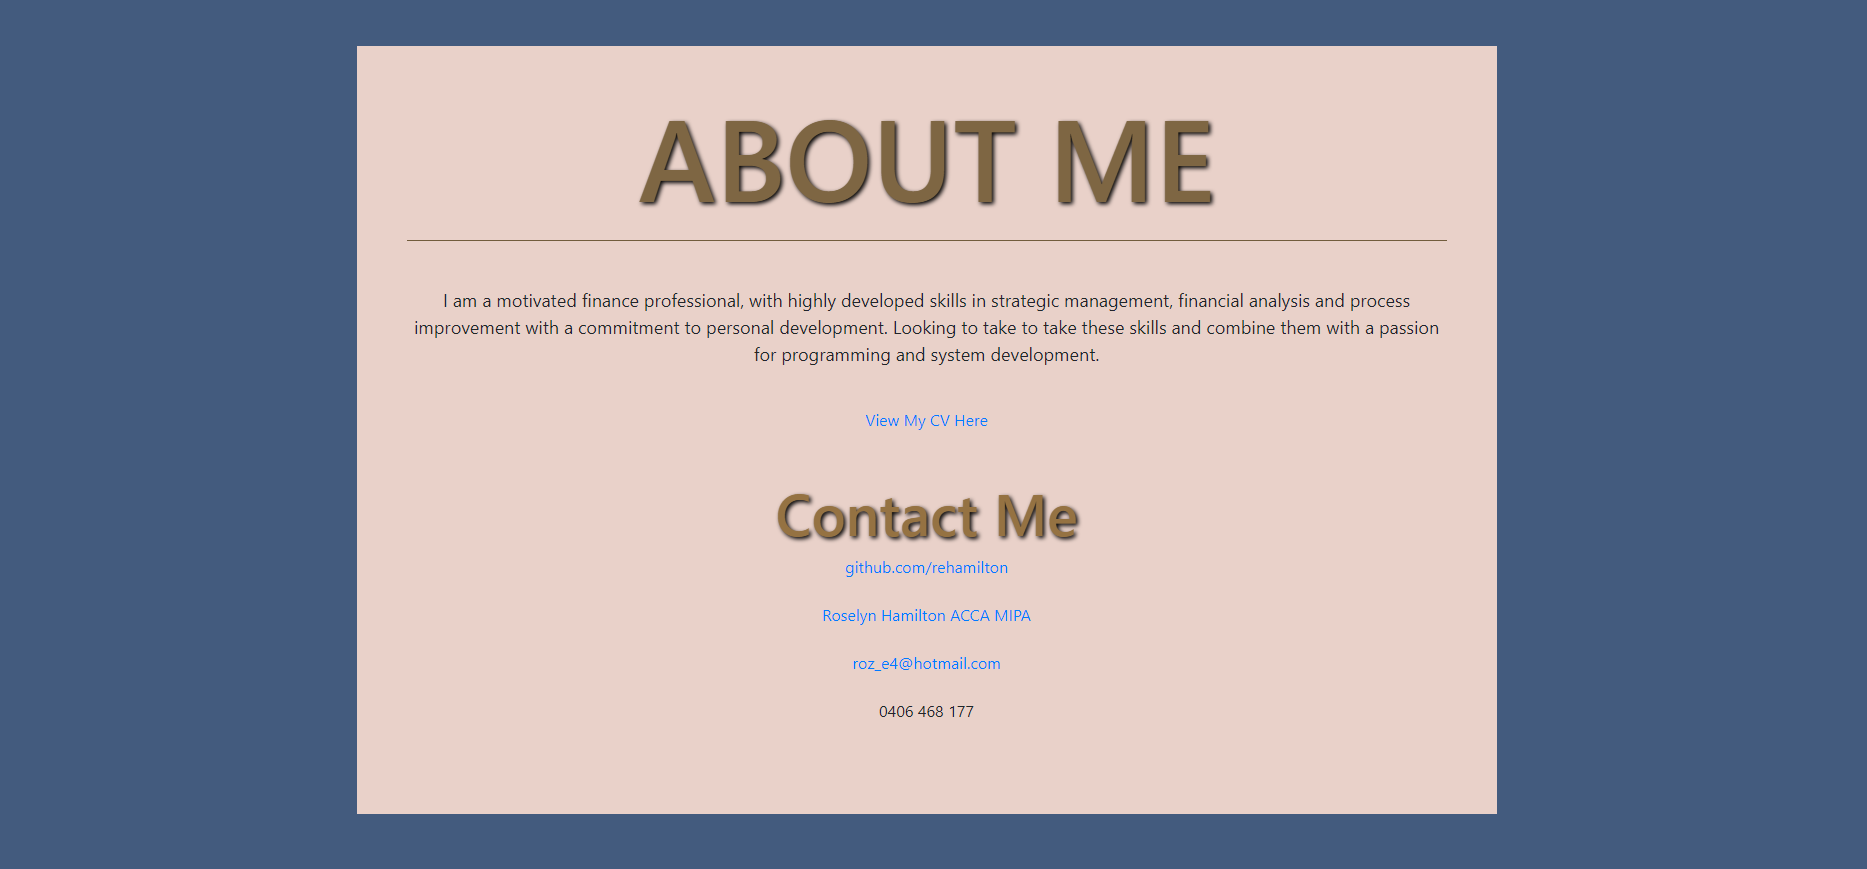 ABOUT ME
I am a motivated finance professional, with highly developed skills in strategic management, financial analysis and process
improvement with a commitment to personal development. Looking to take to take these skills and combine them with a passion
for programming and system development.
View My CV Here
Contact Me
github.com/rehamilton
Roselyn Hamilton ACCA MIPA
roz_e4@hotmail.com
0406 468 177